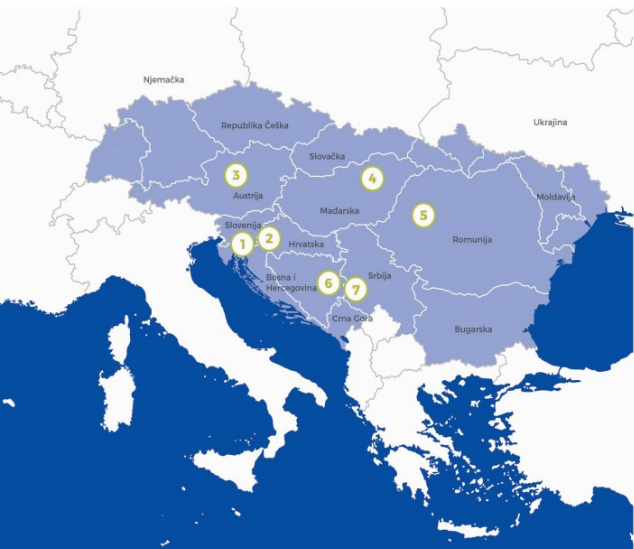 Njemačka
Ukrajina
Republika Češka
Slovačka
3
4
Austrija
Moldavija
Mađarska
5
Slovenija
Romunija
1
2
Hrvatska
Bosna i
Hercegovina
6
7
Srbija
Crna Gora
Bugarska